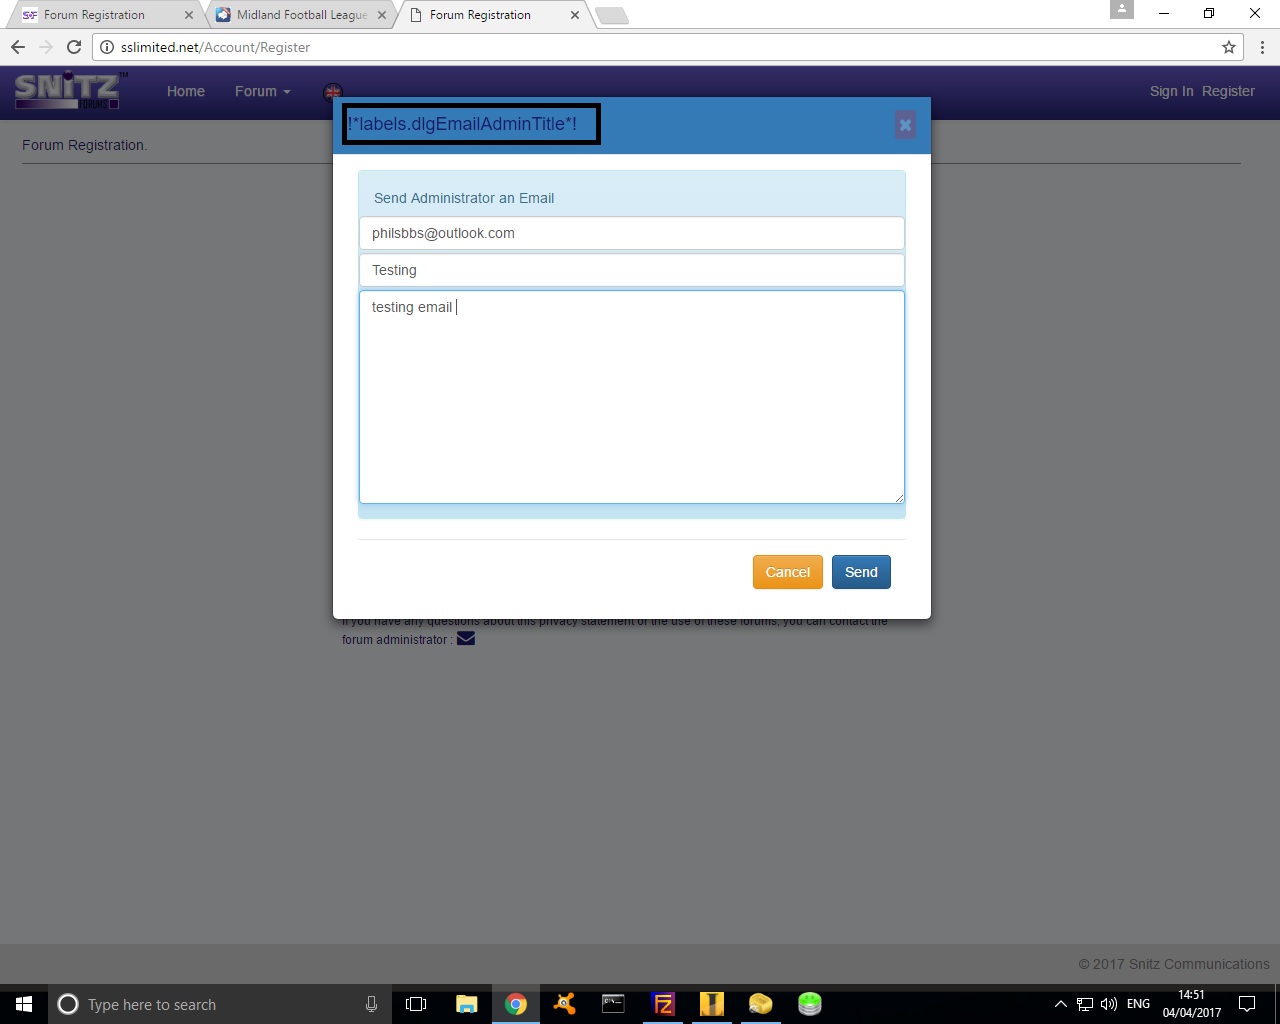 Forum Registration
Midland Football League
Forum Registration
sslimited.net/Account/Register
SNITZ™
FORUMS
Home
Forum
Sign In Register
!*labels.dlgEmailAdminTitle*!
Forum Registration.
Send Administrator an Email
philsbbs@outlook.com
Testing
testing email
Cancel
Send
If you have any questions about this privacy statement or the use of these forums, you can contact the
forum administrator :
© 2017 Snitz Communications
Type here to search
ENG
14:51
04/04/2017